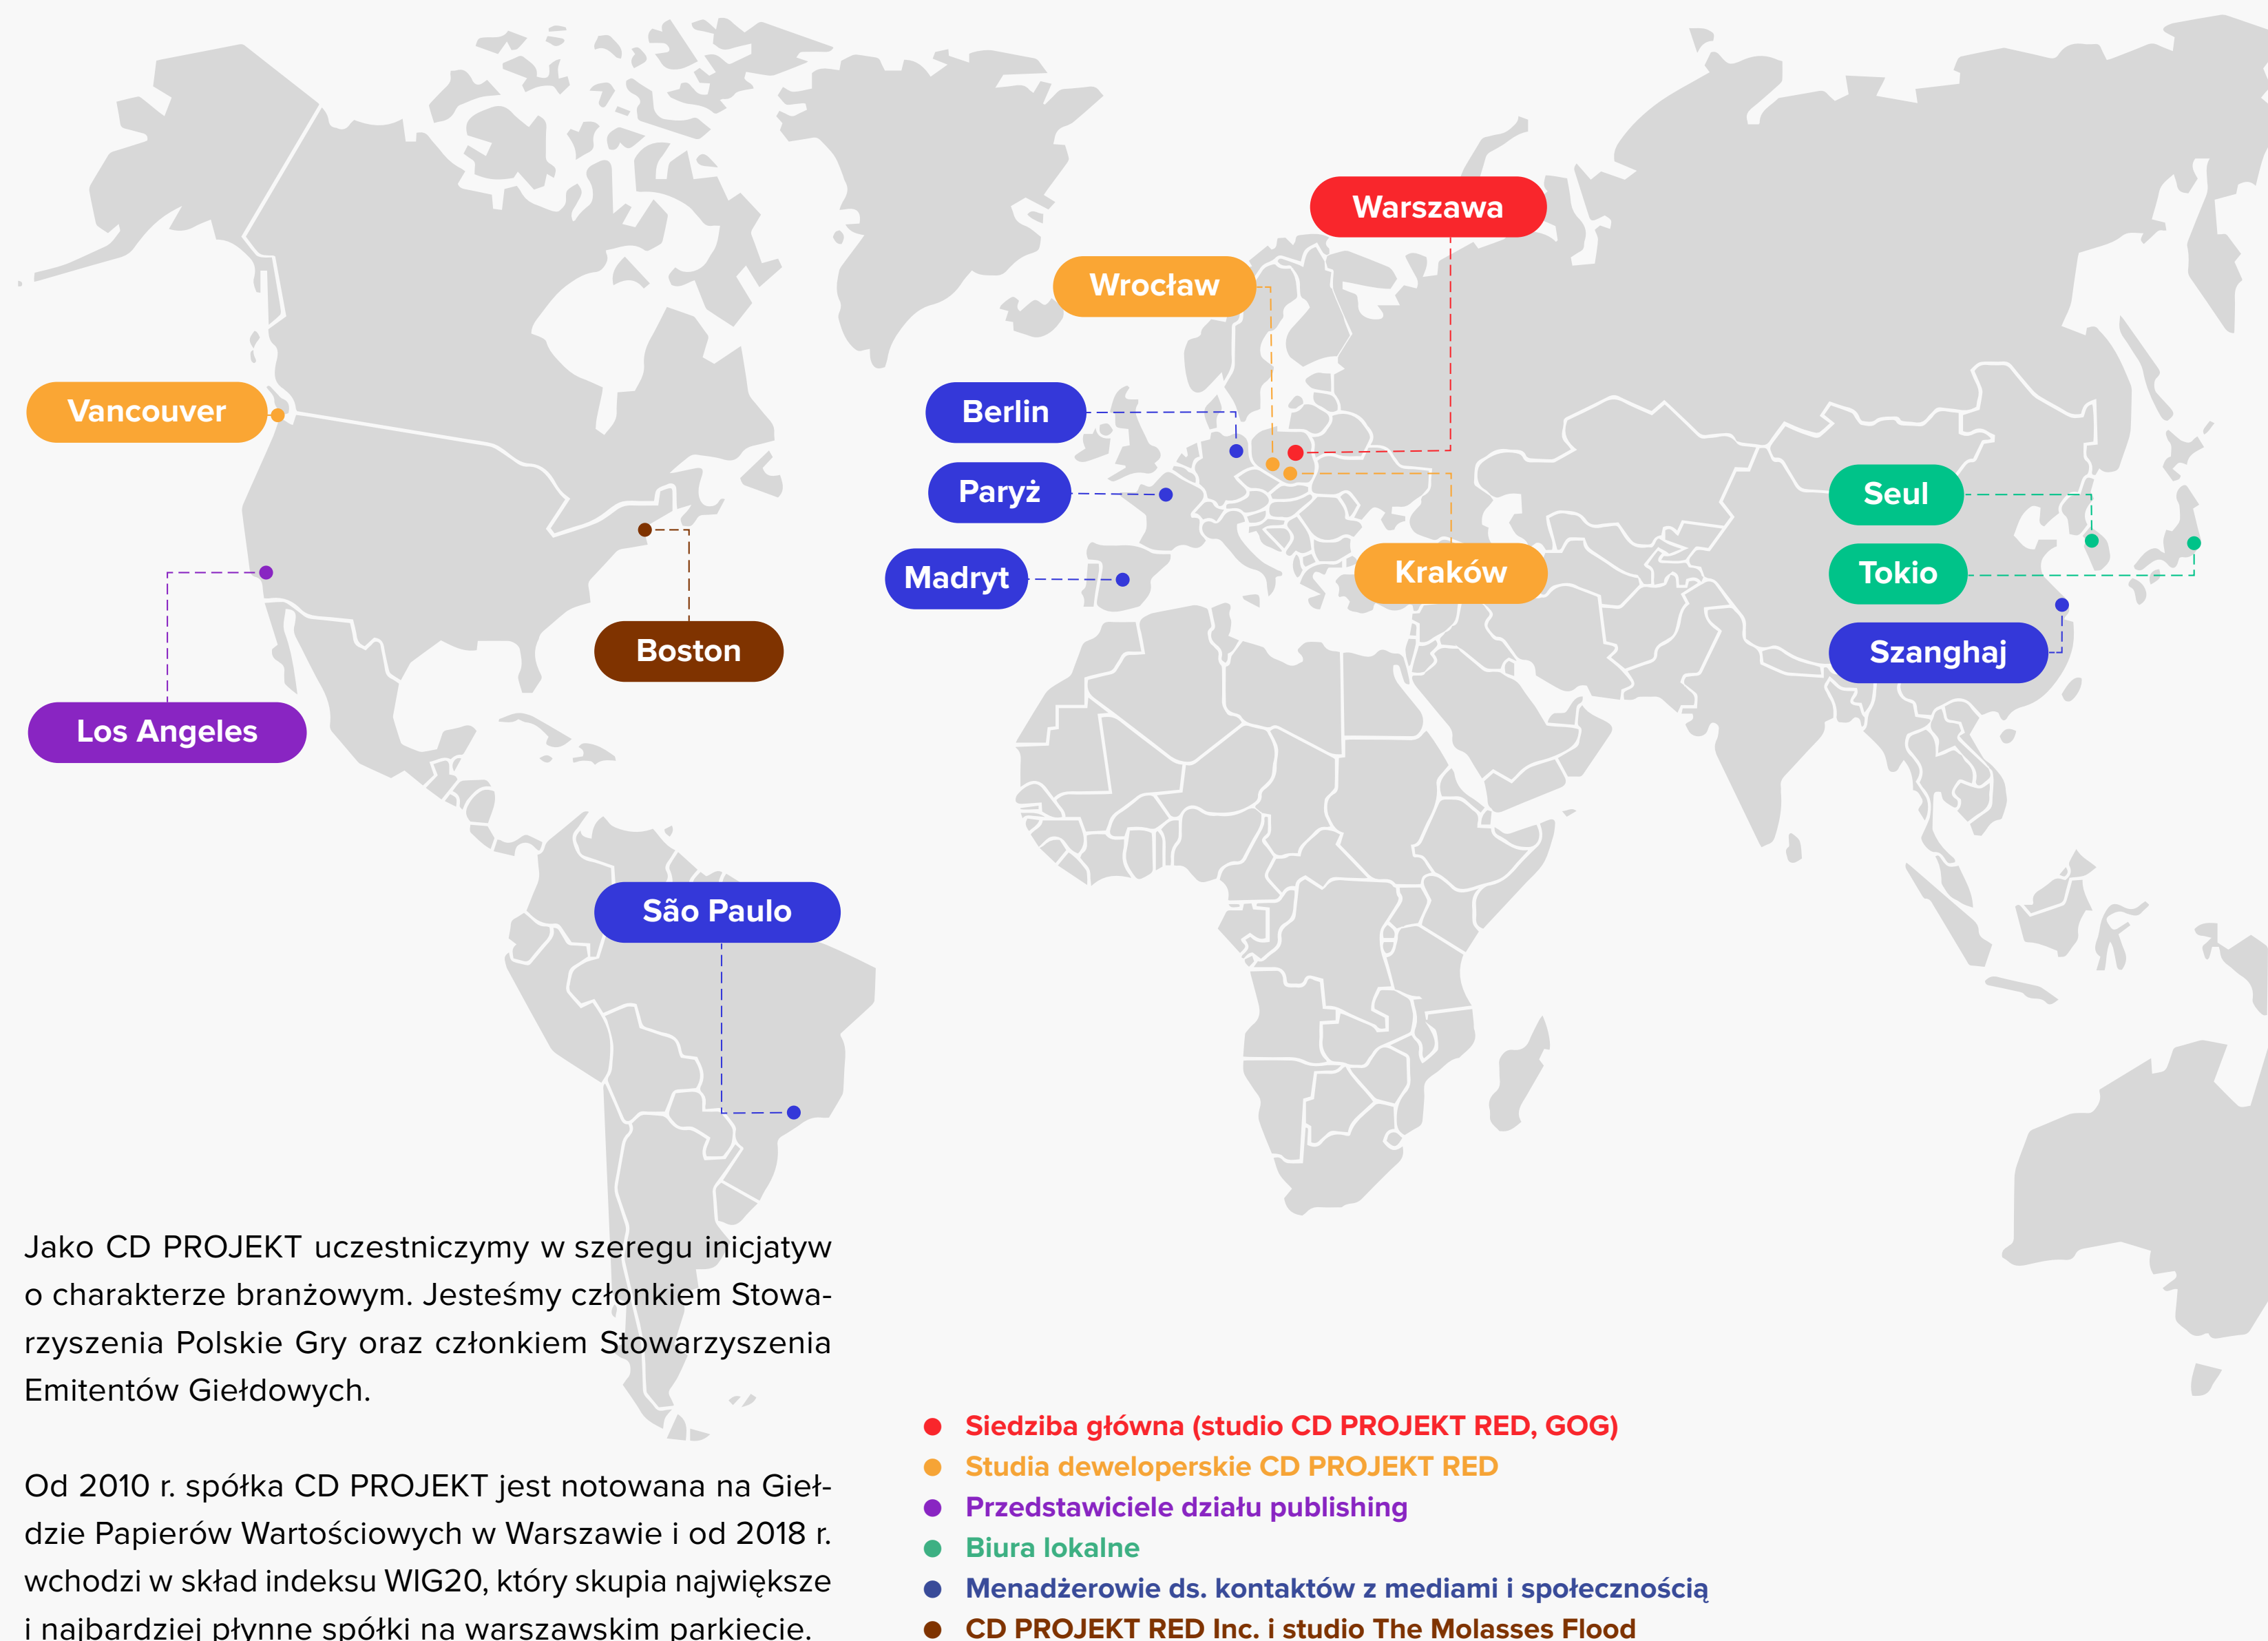 Warszawa
Wrocław
Vancouver
Berlin
Paryż
Seul
Madryt
Kraków
Tokio
Boston
Szanghaj
Los Angeles
São Paulo
Jako CD PROJEKT uczestniczymy w szeregu inicjatyw
o charakterze branżowym. Jesteśmy członkiem Stowa-
rzyszenia Polskie Gry oraz członkiem Stowarzyszenia
Emitentów Giełdowych.
Od 2010 r. spółka CD PROJEKT jest notowana na Gieł-
dzie Papierów Wartościowych w Warszawie i od 2018 r.
wchodzi w skład indeksu WIG20, który skupia największe
i najbardziej płynne spółki na warszawskim parkiecie.
Siedziba główna (studio CD PROJEKT RED, GOG)
Studia deweloperskie CD PROJEKT RED
Przedstawiciele działu publishing
Biura lokalne
Menadżerowie ds. kontaktów z mediami i społecznością
CD PROJEKT RED Inc. i studio The Molasses Flood